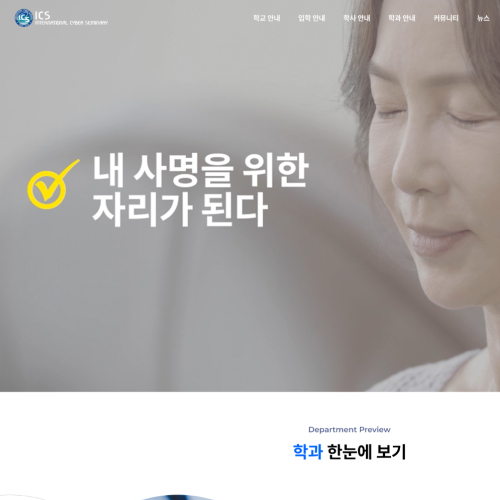 ICS
INTERNATIONAL CYBER SEMINARY
학교 안내 입학 안내 학사 안내 학과 안내 커뮤니티 뉴스
내 사명을 위한
자리가 된다
Department Preview
학과 한눈에 보기